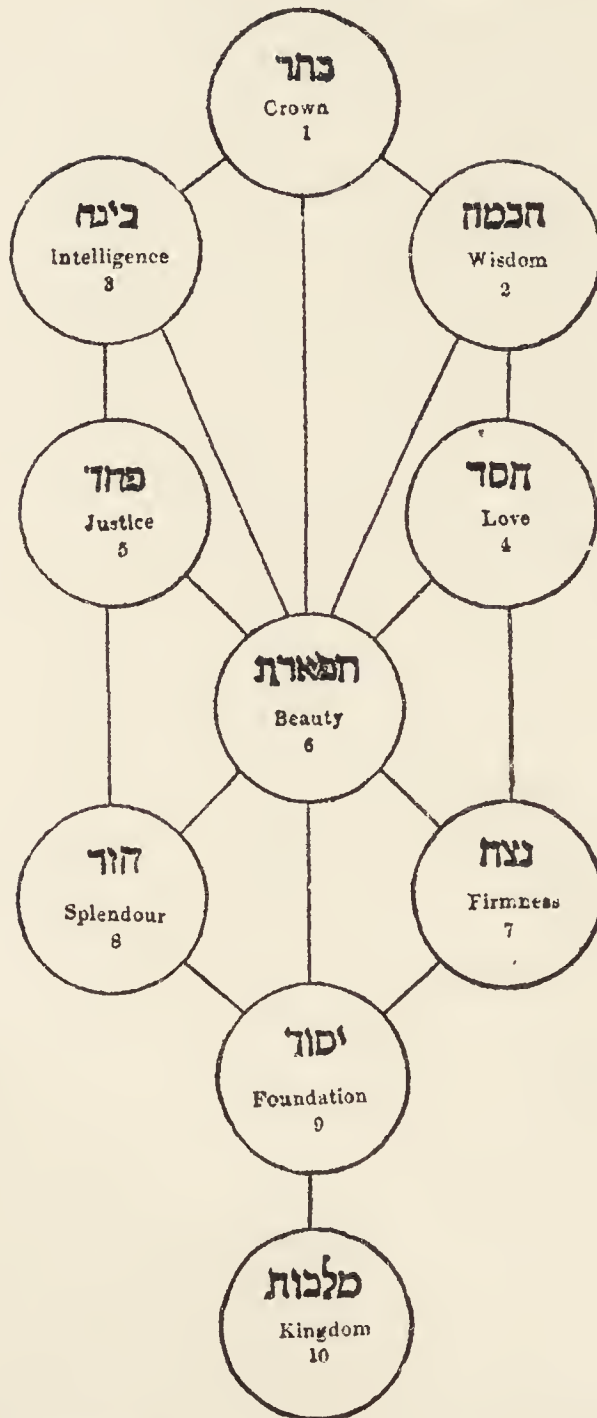 כתר
Crown
1
בינה
Intelligence
3
חכמה
Wisdom
2
פחד
Justice
5
חסד
Love
4
תפארת
Beauty
6
הוד
Splendour
8
נצח
Firmness
7
יסוד
Foundation
9
מלכות
Kingdom
10